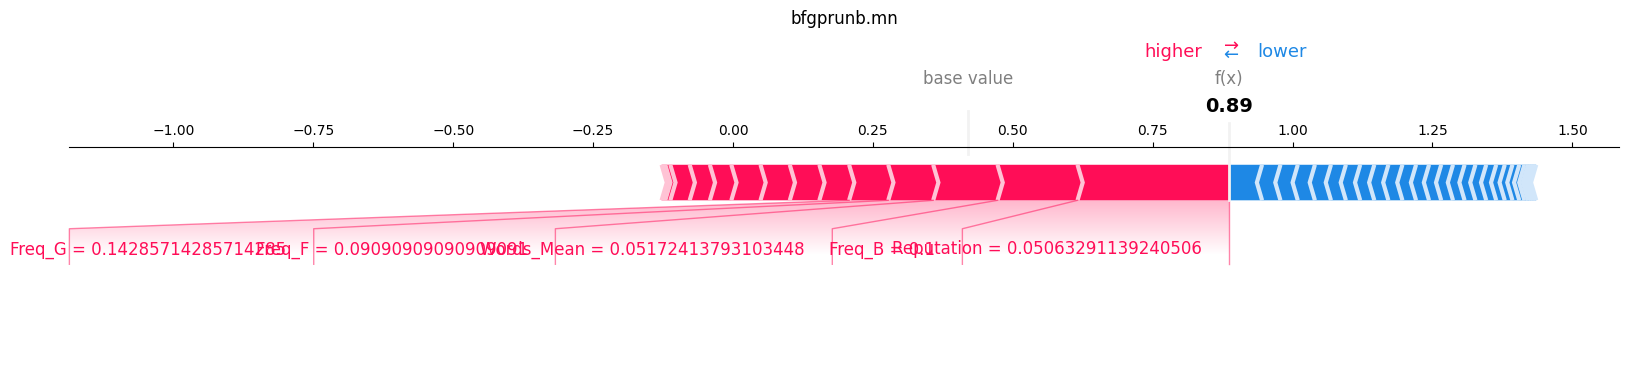 bfgprunb.mn
higher ⇄ lower
base value f(x)
0.89
−1.00 −0.75 −0.50 −0.25 0.00 0.25 0.50 0.75 1.00 1.25 1.50
Freq_G = 0.14285714285714285 Freq_F = 0.09090909090909091 Words_Mean = 0.05172413793103448 Freq_B = 0.1 Reputation = 0.05063291139240506